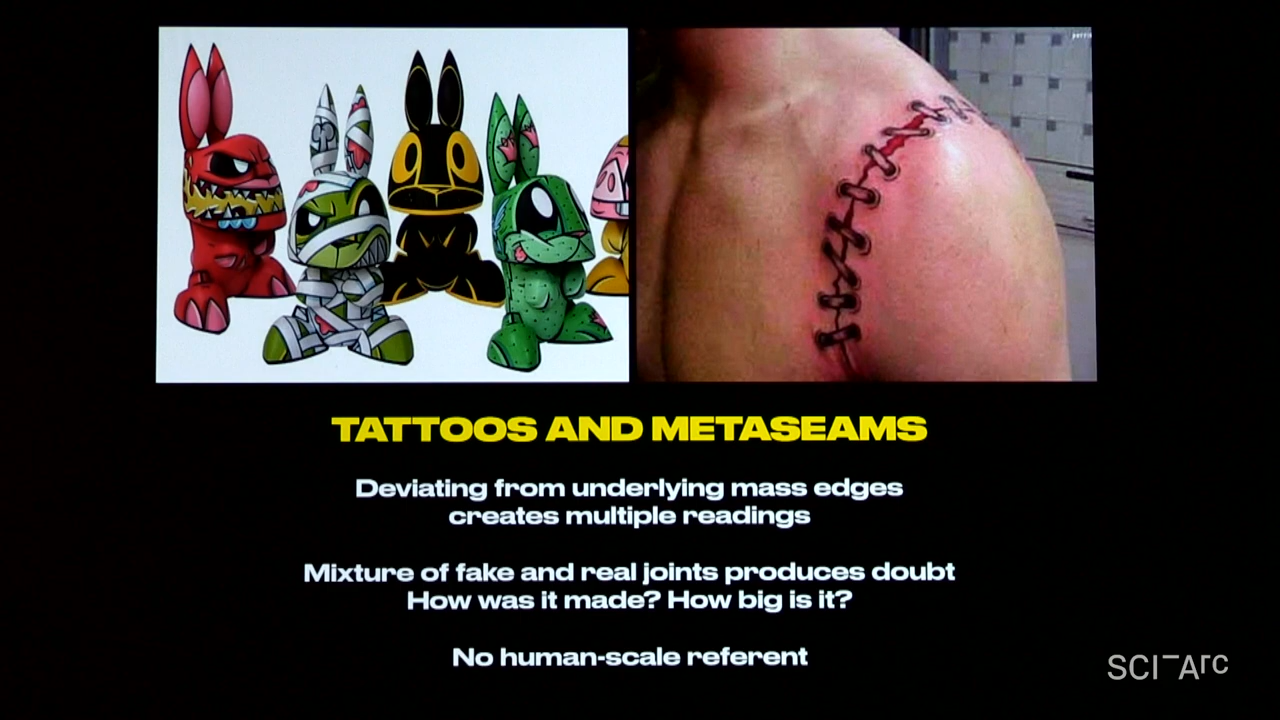 TATTOOS AND METASEAMS
Deviating from underlying mass edges
creates multiple readings
Mixture of fake and real joints produces doubt
How was it made? How big is it?
No human-scale referent
SCI-Arc